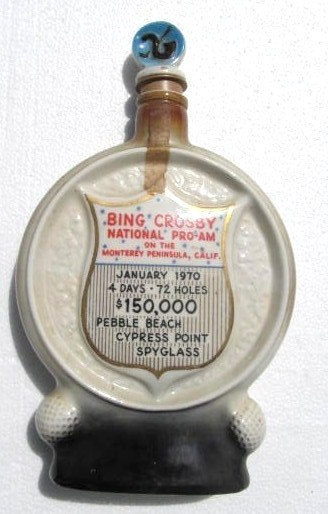 BING CROSBY
NATIONAL PRO-AM
ON THE
MONTEREY PENINSULA, CALIF.
JANUARY 1970
4 DAYS · 72 HOLES
$150,000
PEBBLE BEACH
CYPRESS POINT
SPYGLASS